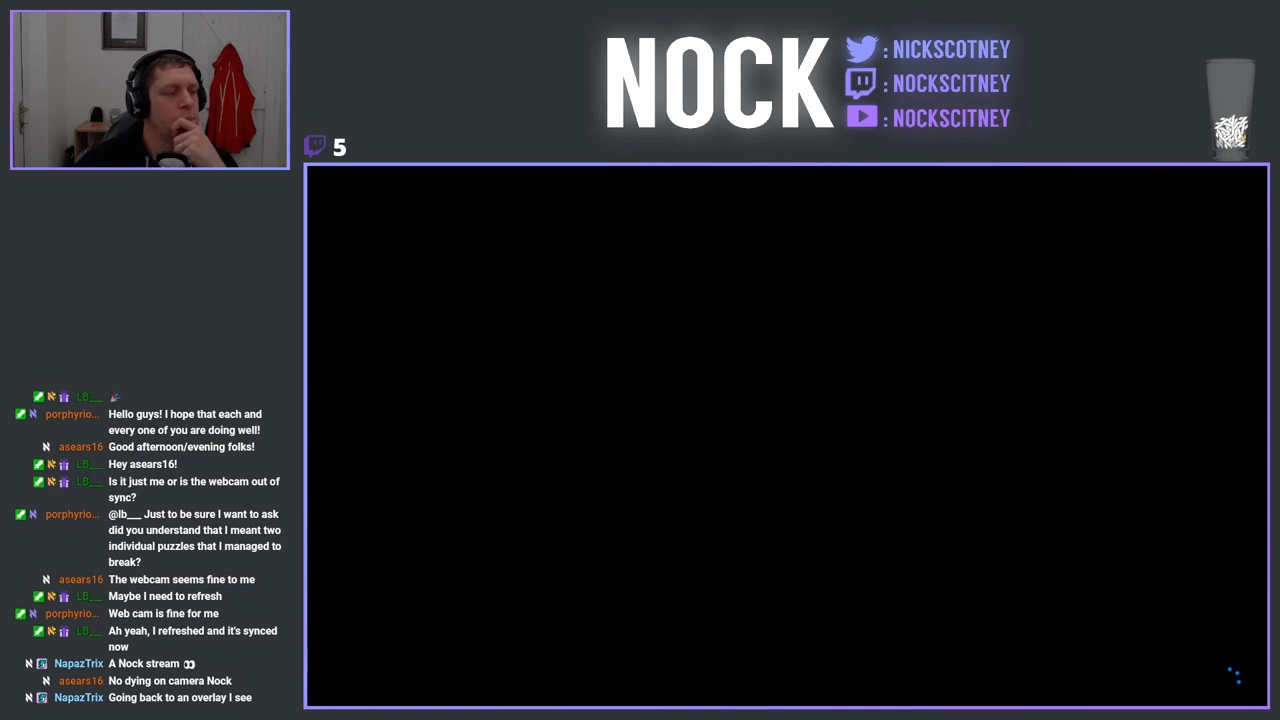 NOCK
: NICKSCOTNEY
: NOCKSCITNEY
: NOCKSCITNEY
5
LB___
porphyrio... Hello guys! I hope that each and
every one of you are doing well!
asears16 Good afternoon/evening folks!
LB___ Hey asears16!
LB___ Is it just me or is the webcam out of
sync?
porphyrio... @lb___ Just to be sure I want to ask
did you understand that I meant two
individual puzzles that I managed to
break?
asears16 The webcam seems fine to me
LB___ Maybe I need to refresh
porphyrio... Web cam is fine for me
LB___ Ah yeah, I refreshed and it's synced
now
NapazTrix A Nock stream 👀
asears16 No dying on camera Nock
NapazTrix Going back to an overlay I see